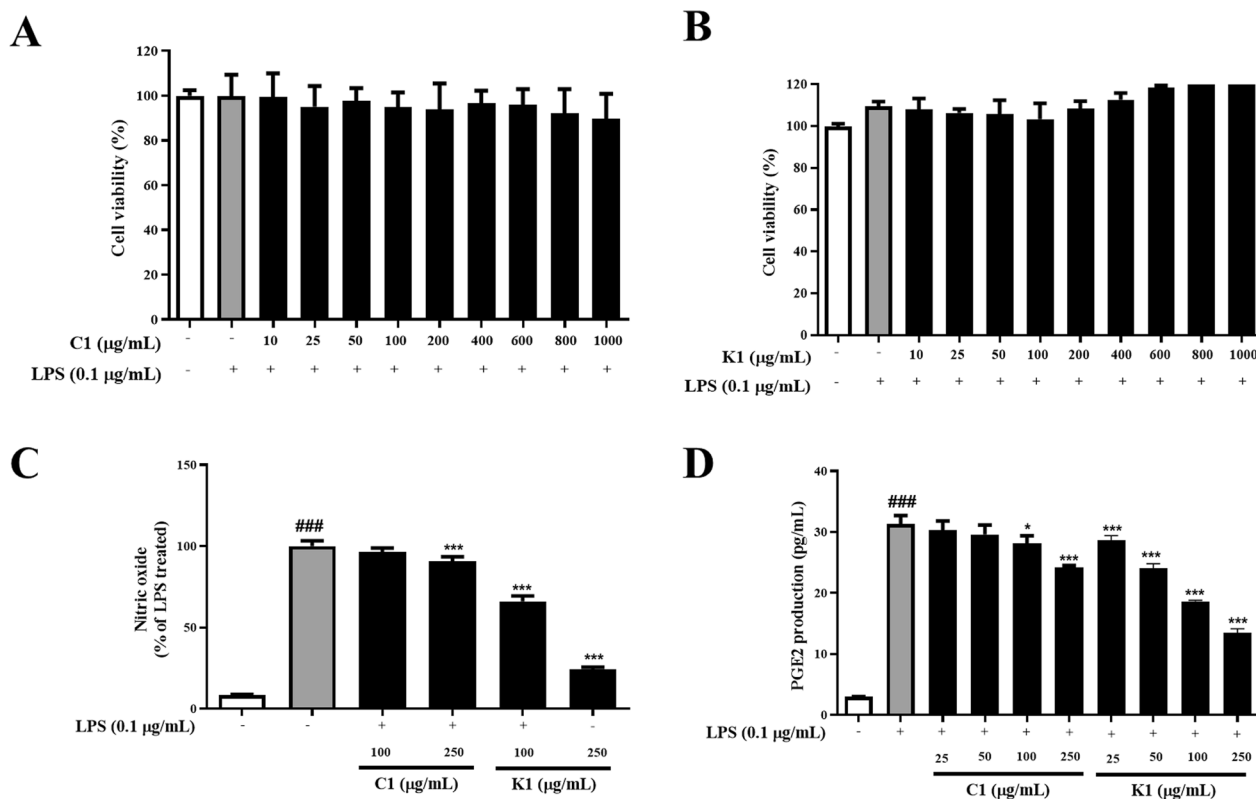 A
Cell viability (%)
120
100
80
60
40
20
0
C1 (μg/mL) - - 10 25 50 100 200 400 600 800 1000
LPS (0.1 μg/mL) - + + + + + + + + + +
B
Cell viability (%)
120
100
80
60
40
20
0
K1 (μg/mL) - - 10 25 50 100 200 400 600 800 1000
LPS (0.1 μg/mL) - + + + + + + + + + +
C
Nitric oxide
(% of LPS treated)
150
100
50
0
### *** *** ***
LPS (0.1 μg/mL) - - + + + -
100 250 100 250
C1 (μg/mL) K1 (μg/mL)
D
PGE2 production (pg/mL)
40
30
20
10
0
### * *** *** *** *** ***
LPS (0.1 μg/mL) - + + + + + + + + +
25 50 100 250 25 50 100 250
C1 (μg/mL) K1 (μg/mL)